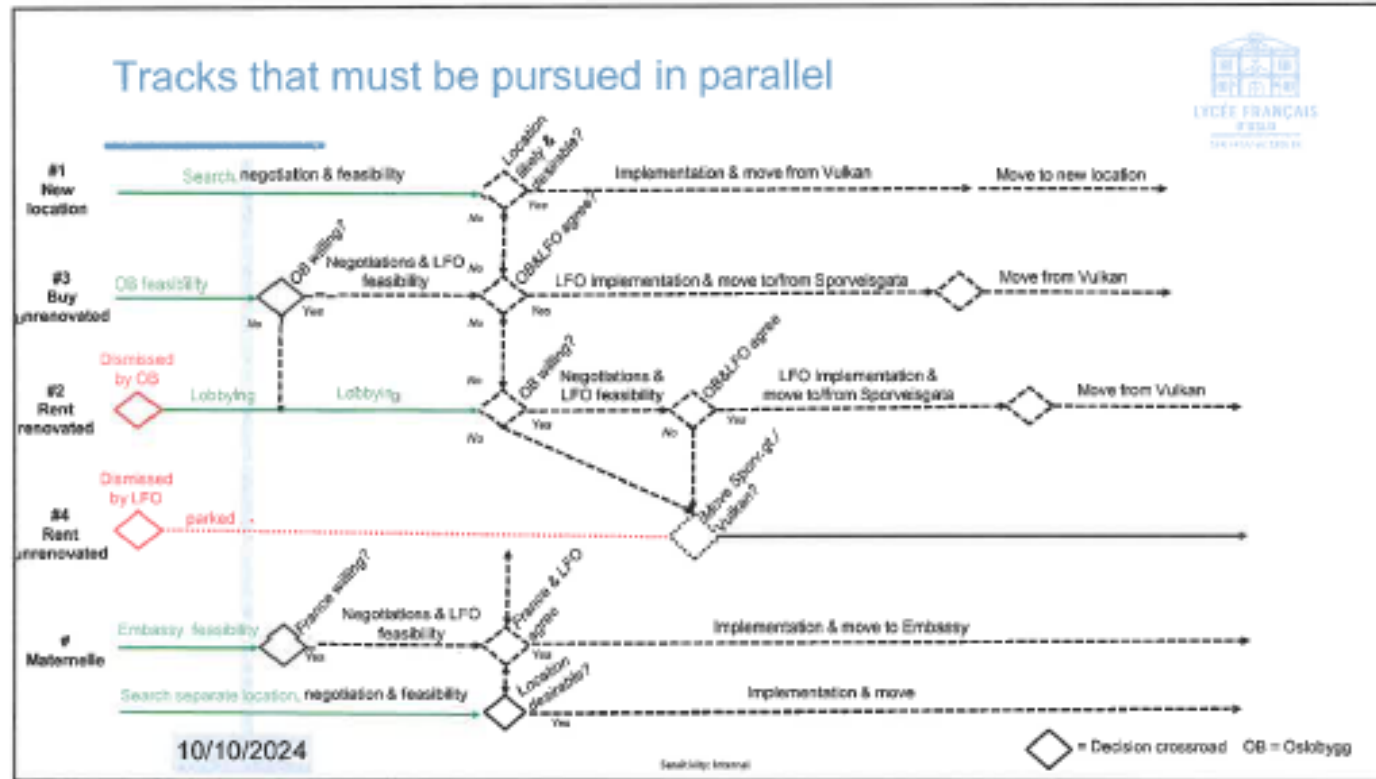 Tracks that must be pursued in parallel
LYCÉE FRANÇAIS
D'OSLO
#1
New
location
Search, negotiation & feasibility
Location
likely &
desirable?
No
Yes
Implementation & move from Vulkan
Move to new location
#3
Buy
unrenovated
OB feasibility
OB willing?
No
Yes
Negotiations & LFO
feasibility
OB&LFO agree?
No
No
Yes
LFO Implementation & move to/from Sporveisgata
Move from Vulkan
#2
Rent
renovated
Dismissed
by OB
Lobbying
Lobbying
OB willing?
No
No
Yes
Negotiations &
LFO feasibility
OB&LFO agree
No
Yes
LFO Implementation &
move to/from Sporveisgata
Move from Vulkan
#4
Rent
unrenovated
Dismissed
by LFO
parked
Move Sporv.gt./
Vulkan?
#
Maternelle
Embassy feasibility
France willing?
Yes
Negotiations & LFO
feasibility
France & LFO
agree
Yes
Implementation & move to Embassy
Search separate location, negotiation & feasibility
Location
desirable?
Yes
Implementation & move
10/10/2024
Sensitivity: Internal
= Decision crossroad OB = Oslobygg